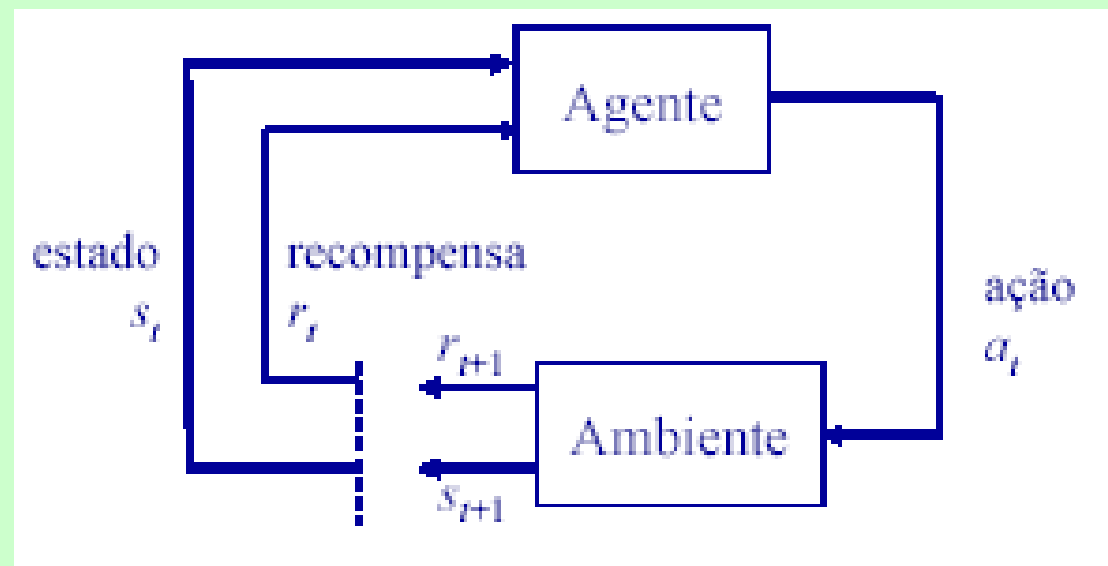 Agente
estado
s_t
recompensa
r_t
ação
a_t
r_{t+1}
Ambiente
s_{t+1}